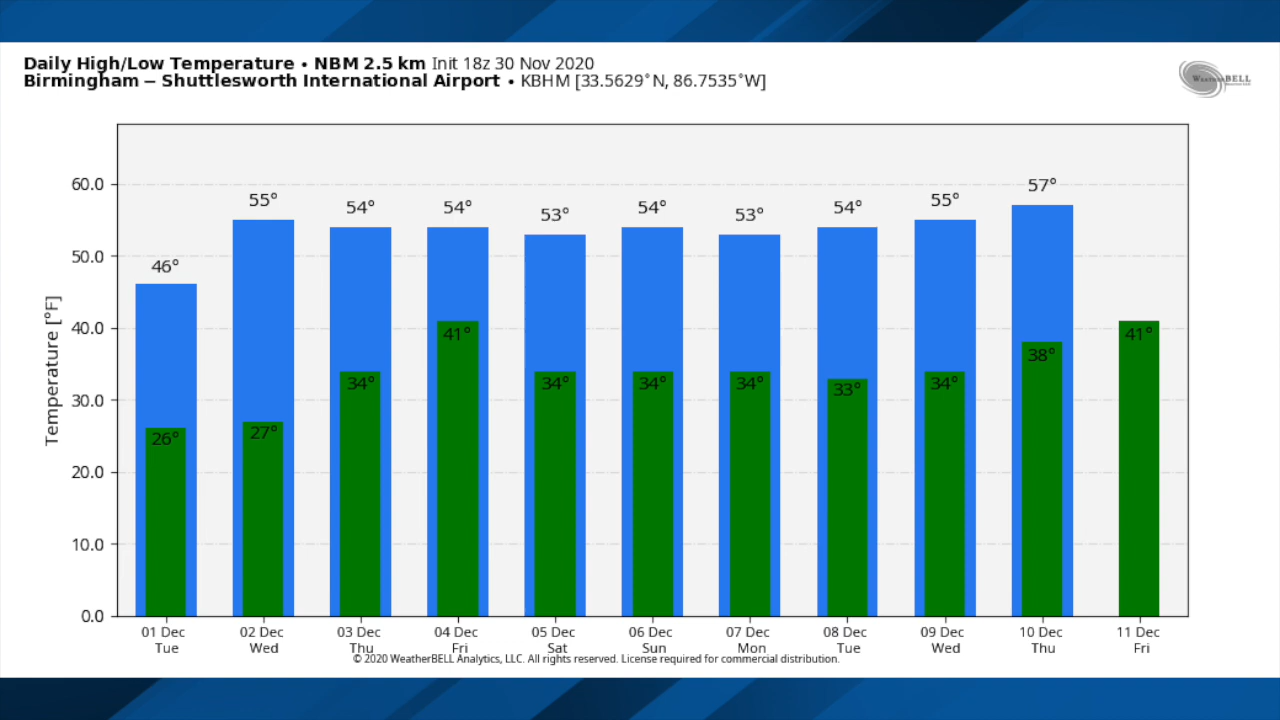 Daily High/Low Temperature • NBM 2.5 km Init 18z 30 Nov 2020
Birmingham — Shuttlesworth International Airport • KBHM [33.5629°N, 86.7535°W]
WeatherBELL
57°
60.0
55° 54° 54° 53° 54° 53° 54° 55°
50.0
46°
40.0
41° 41°
38°
34° 34° 34° 34° 33° 34°
30.0
26° 27°
20.0
10.0
0.0
Temperature [°F]
01 Dec 02 Dec 03 Dec 04 Dec 05 Dec 06 Dec 07 Dec 08 Dec 09 Dec 10 Dec 11 Dec
Tue Wed Thu Fri Sat Sun Mon Tue Wed Thu Fri
© 2020 WeatherBELL Analytics, LLC. All rights reserved. License required for commercial distribution.